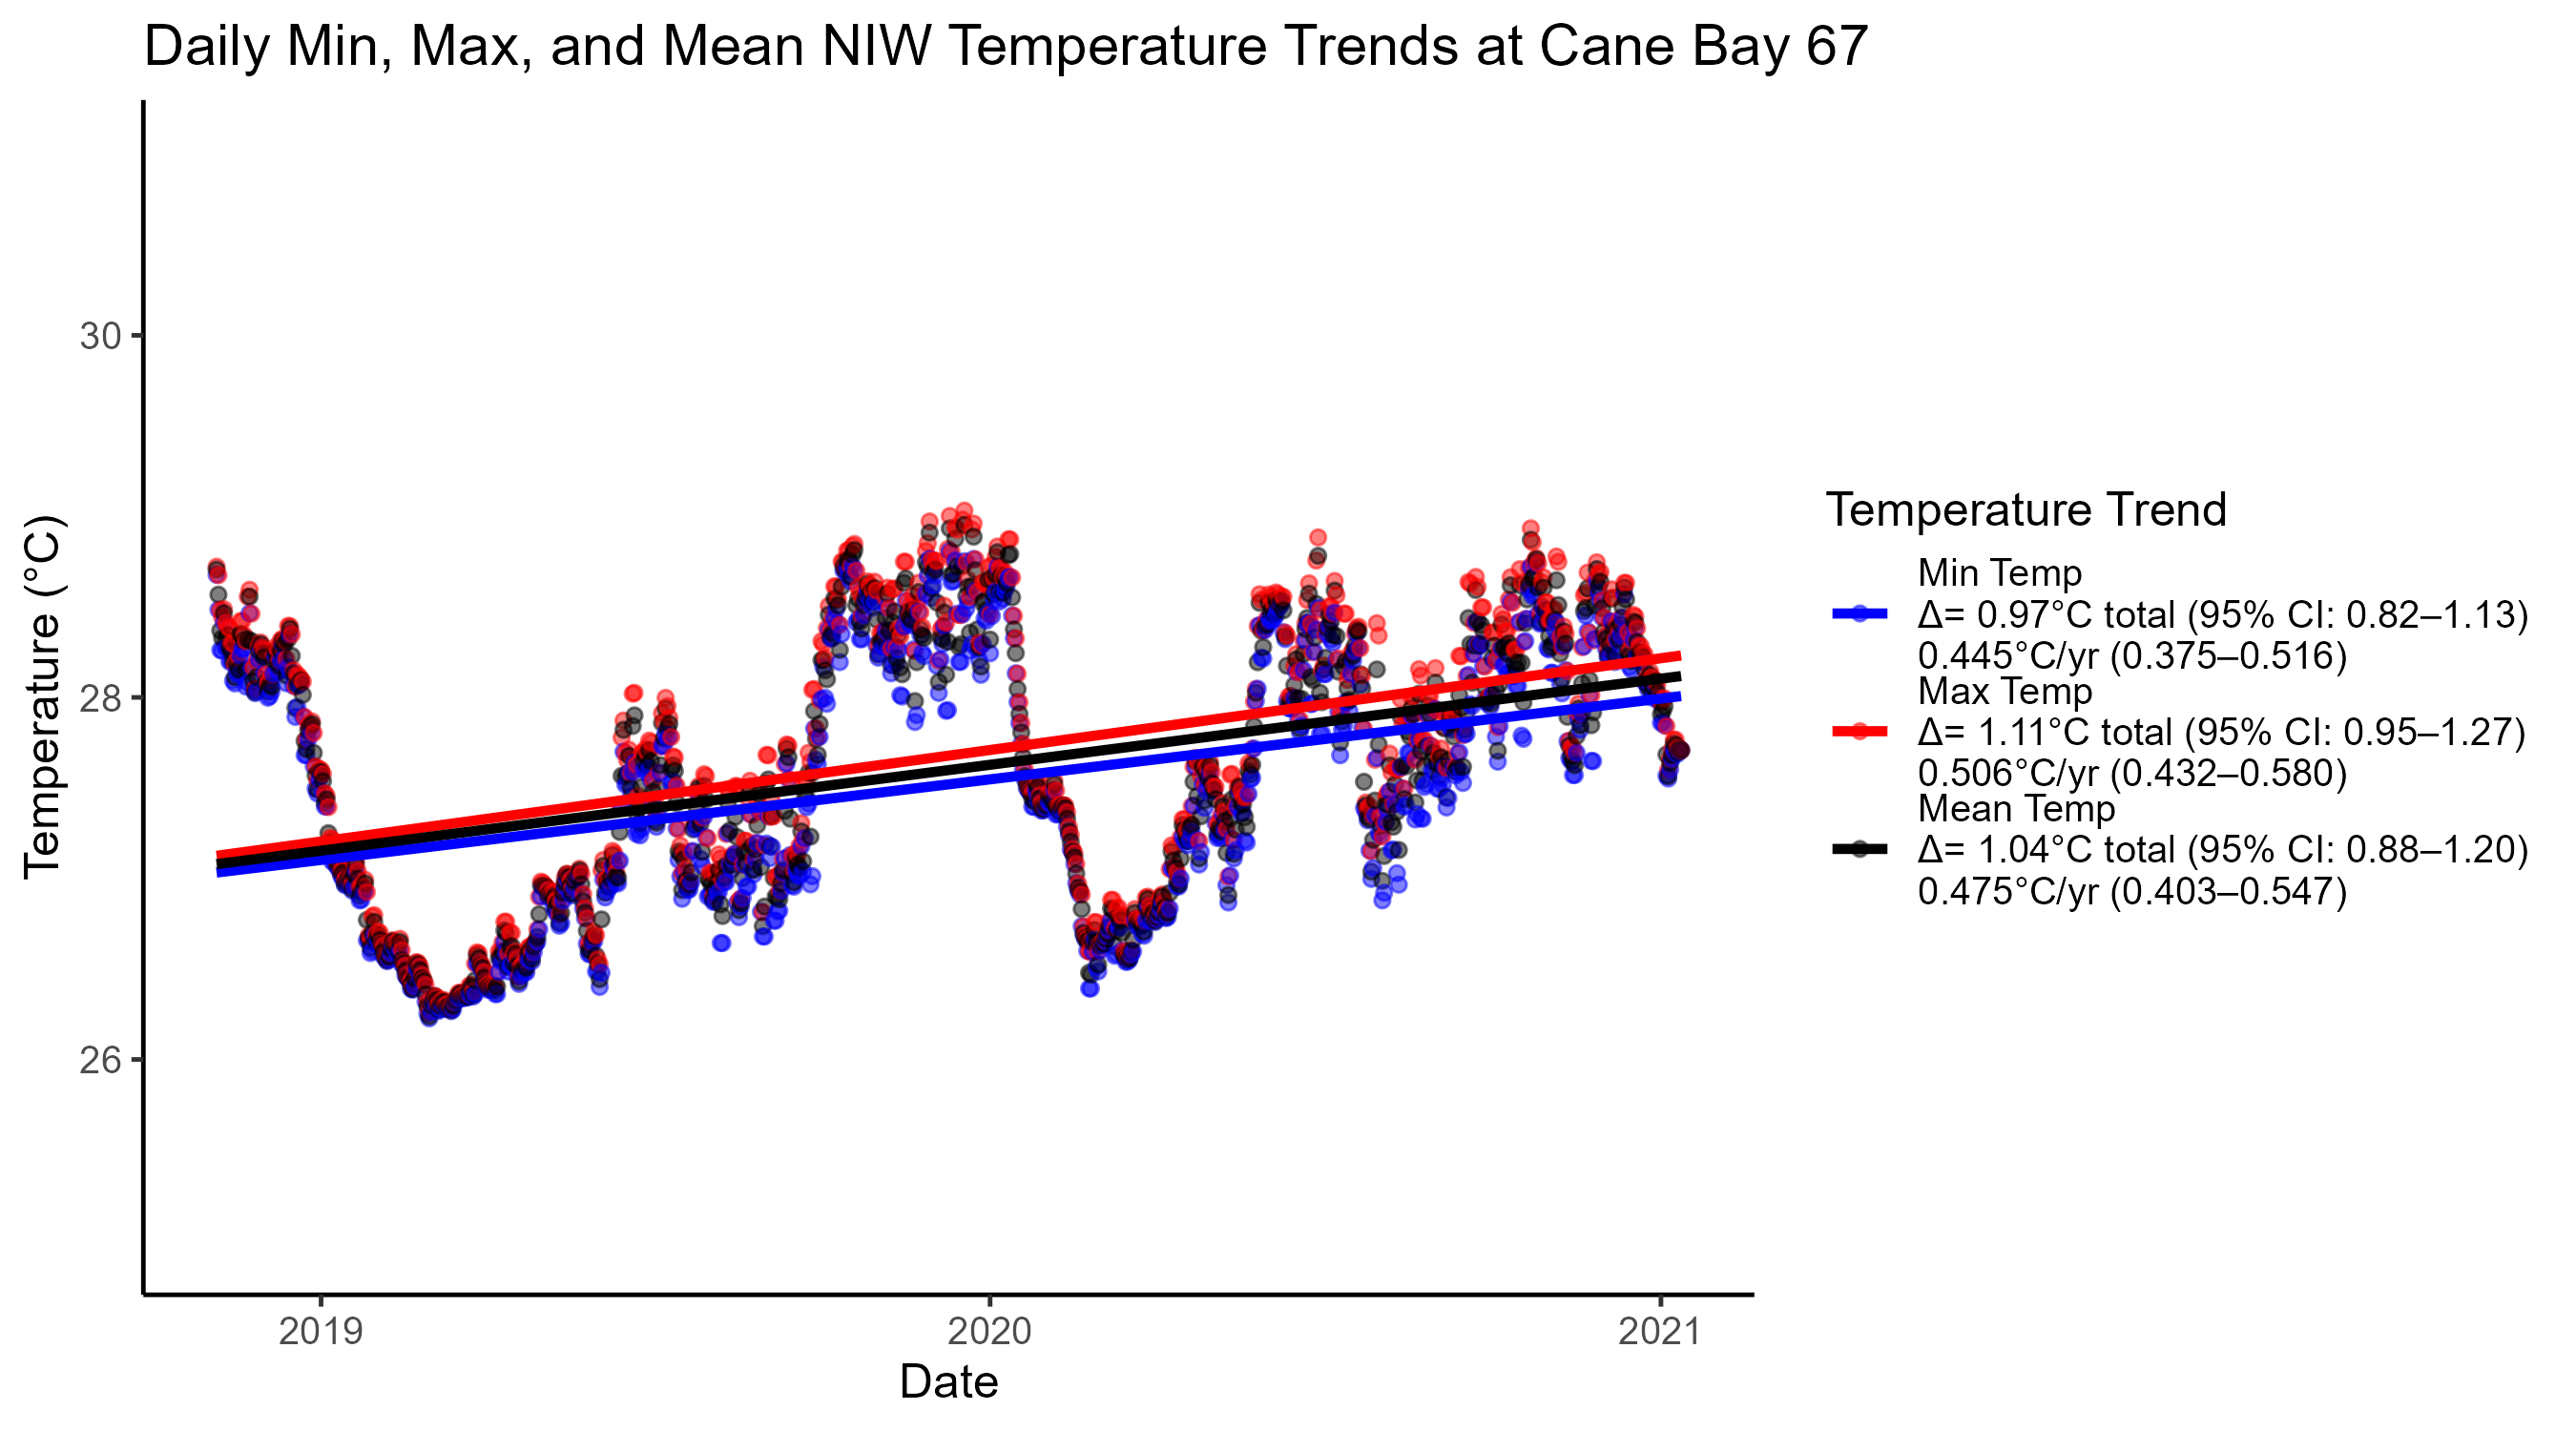 Daily Min, Max, and Mean NIW Temperature Trends at Cane Bay 67
Temperature (°C)
30
28
26
2019
2020
2021
Date
Temperature Trend
Min Temp
Δ= 0.97°C total (95% CI: 0.82–1.13)
0.445°C/yr (0.375–0.516)
Max Temp
Δ= 1.11°C total (95% CI: 0.95–1.27)
0.506°C/yr (0.432–0.580)
Mean Temp
Δ= 1.04°C total (95% CI: 0.88–1.20)
0.475°C/yr (0.403–0.547)